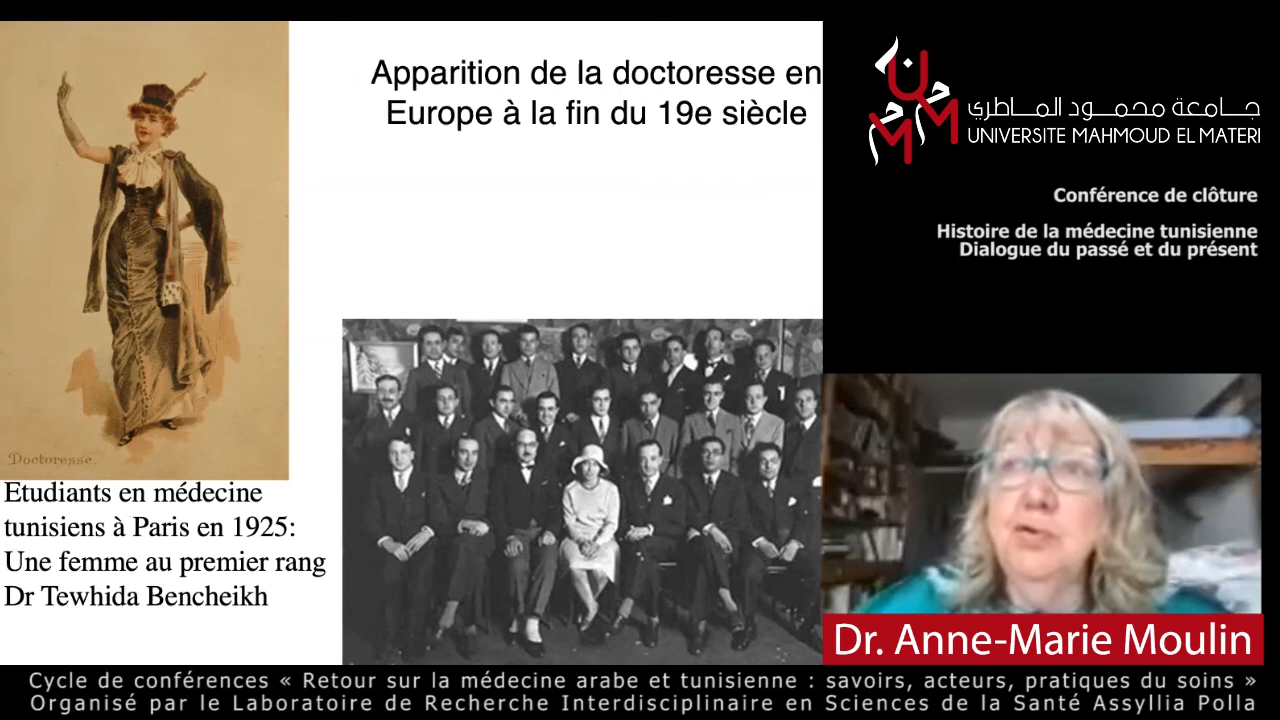 Apparition de la doctoresse en
Europe à la fin du 19e siècle
Doctoresse.
Etudiants en médecine
tunisiens à Paris en 1925:
Une femme au premier rang
Dr Tewhida Bencheikh
جامعة محمود الماطري
UNIVERSITE MAHMOUD EL MATERI
Conférence de clôture
Histoire de la médecine tunisienne
Dialogue du passé et du présent
Dr. Anne-Marie Moulin
Cycle de conférences « Retour sur la médecine arabe et tunisienne : savoirs, acteurs, pratiques du soins »
Organisé par le Laboratoire de Recherche Interdisciplinaire en Sciences de la Santé Assyllia Polla